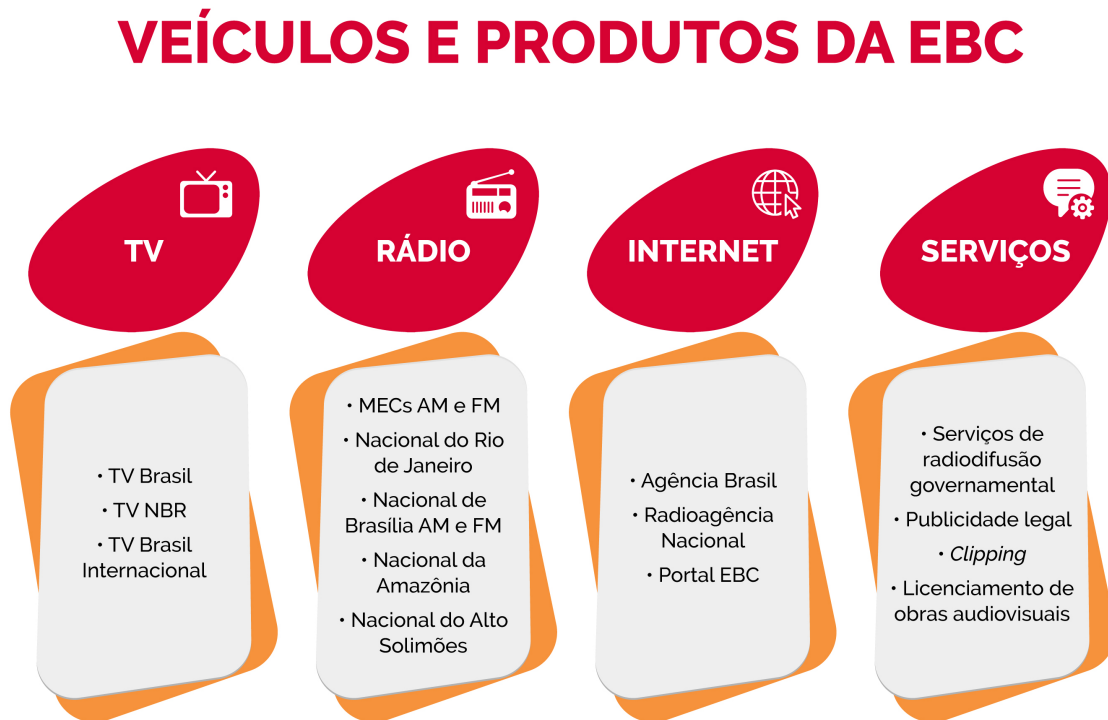 VEÍCULOS E PRODUTOS DA EBC
TV
• TV Brasil
• TV NBR
• TV Brasil
Internacional
RÁDIO
• MECs AM e FM
• Nacional do Rio
de Janeiro
• Nacional de
Brasília AM e FM
• Nacional da
Amazônia
• Nacional do Alto
Solimões
INTERNET
• Agência Brasil
• Radioagência
Nacional
• Portal EBC
SERVIÇOS
• Serviços de
radiodifusão
governamental
• Publicidade legal
• Clipping
• Licenciamento de
obras audiovisuais